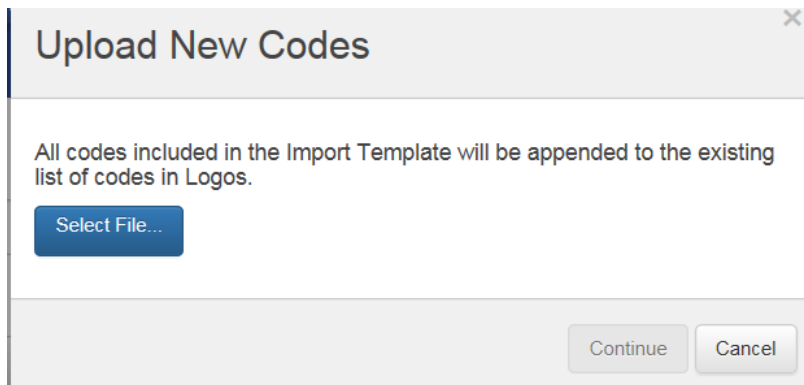 Upload New Codes
All codes included in the Import Template will be appended to the existing
list of codes in Logos.
Select File...
Continue
Cancel